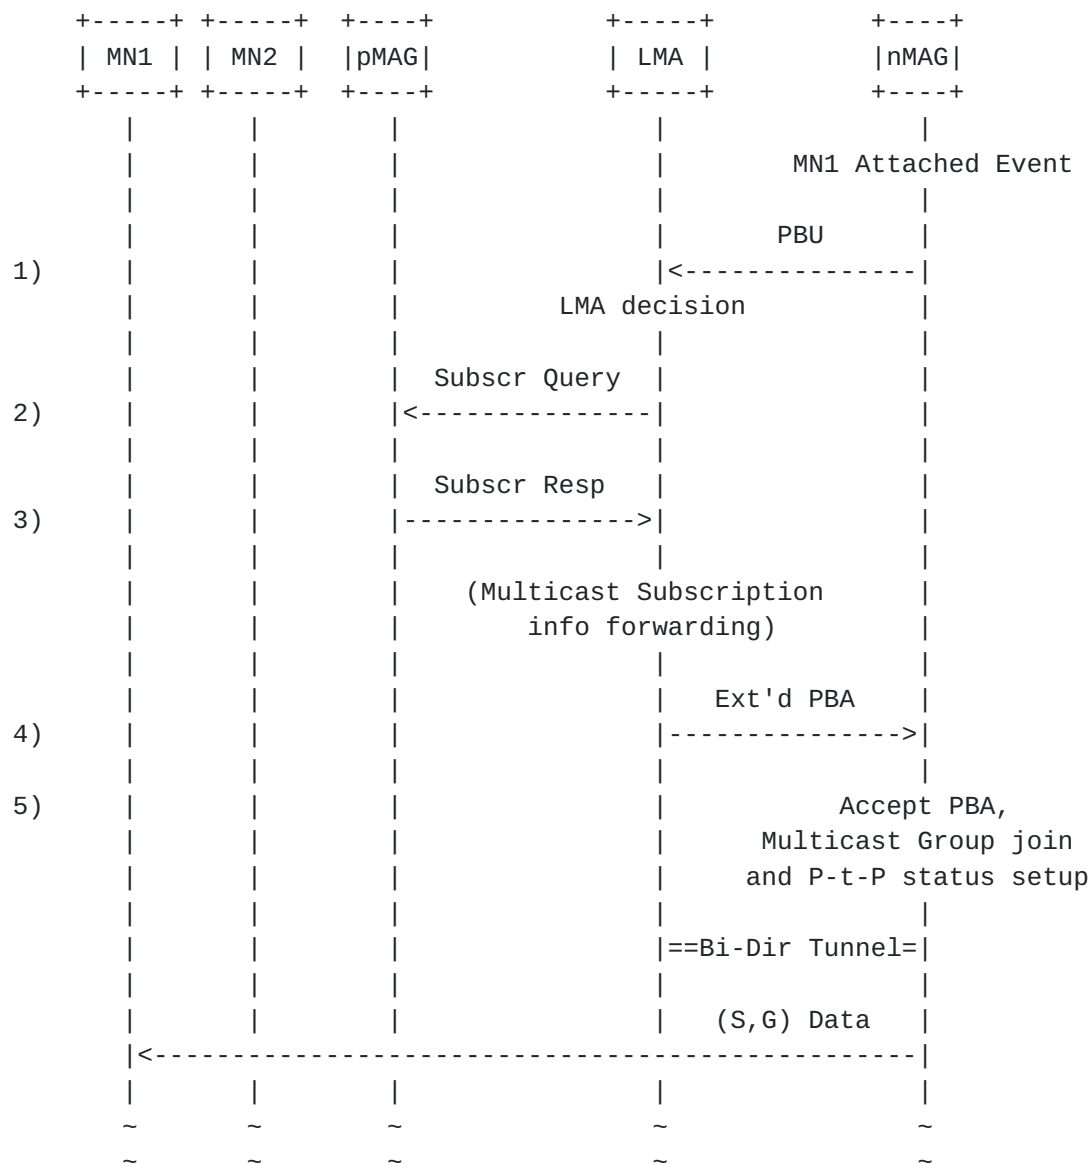 +-----+ +-----+  +----+           +-----+          +----+
    | MN1 | | MN2 |  |pMAG|           | LMA |          |nMAG|
    +-----+ +-----+  +----+           +-----+          +----+
       |       |        |                |                |
       |       |        |                |        MN1 Attached Event
       |       |        |                |                |
       |       |        |                |       PBU      |
1)     |       |        |                |<---------------|
       |       |        |          LMA decision           |
       |       |        |                |                |
       |       |        |  Subscr Query  |                |
2)     |       |        |<---------------|                |
       |       |        |                |                |
       |       |        |  Subscr Resp   |                |
3)     |       |        |--------------->|                |
       |       |        |                |                |
       |       |        |    (Multicast Subscription      |
       |       |        |        info forwarding)         |
       |       |        |                |                |
       |       |        |                |   Ext'd PBA    |
4)     |       |        |                |--------------->|
       |       |        |                |                |
5)     |       |        |                |           Accept PBA,
       |       |        |                |      Multicast Group join
       |       |        |                |     and P-t-P status setup
       |       |        |                |                |
       |       |        |                |==Bi-Dir Tunnel=|
       |       |        |                |                |
       |       |        |                |   (S,G) Data   |
       |<-------------------------------------------------|
       |       |        |                |                |
       ~       ~        ~                ~                ~
       ~       ~        ~                ~                ~